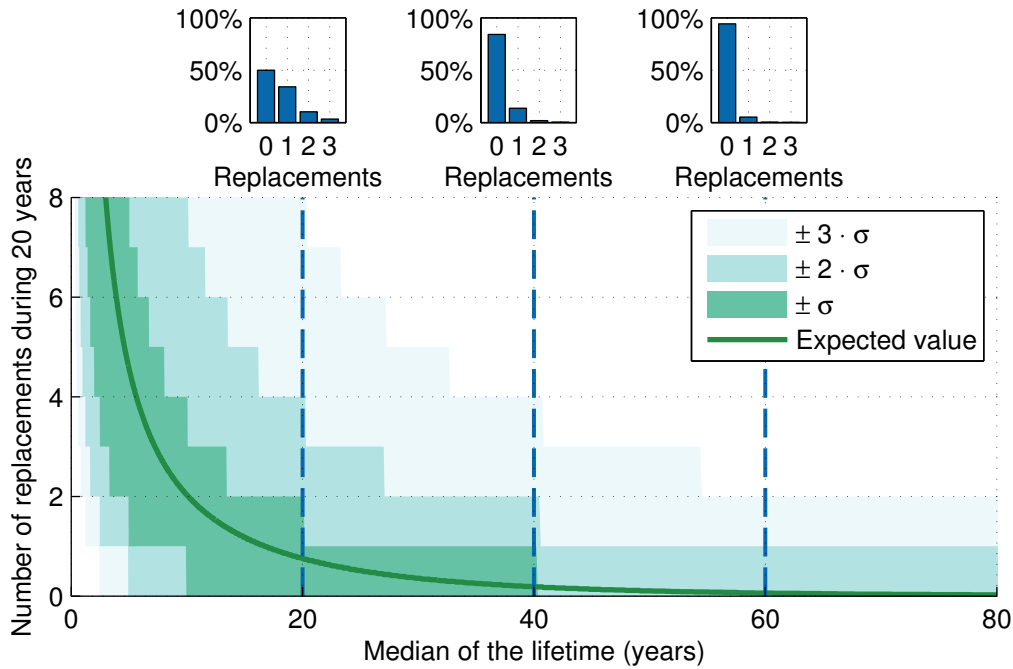 100% 100% 100%
50% 50% 50%
0% 0% 0%
0 1 2 3 0 1 2 3 0 1 2 3
Replacements Replacements Replacements
Number of replacements during 20 years
8
6
4
2
0
± 3 · σ
± 2 · σ
± σ
Expected value
0 20 40 60 80
Median of the lifetime (years)